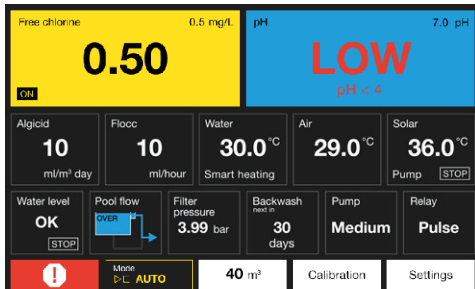 Free chlorine 0.5 mg/L
0.50
ON
pH 7.0 pH
LOW
pH < 4
Algicid
10
ml/m³ day
Flocc
10
ml/hour
Water
30.0°C
Smart heating
Air
29.0°C
Solar
36.0°C
Pump STOP
Water level
OK
STOP
Pool flow
OVER
Filter
pressure
3.99 bar
Backwash
next in
30
days
Pump
Medium
Relay
Pulse
!
Mode
AUTO
40 m³
Calibration
Settings